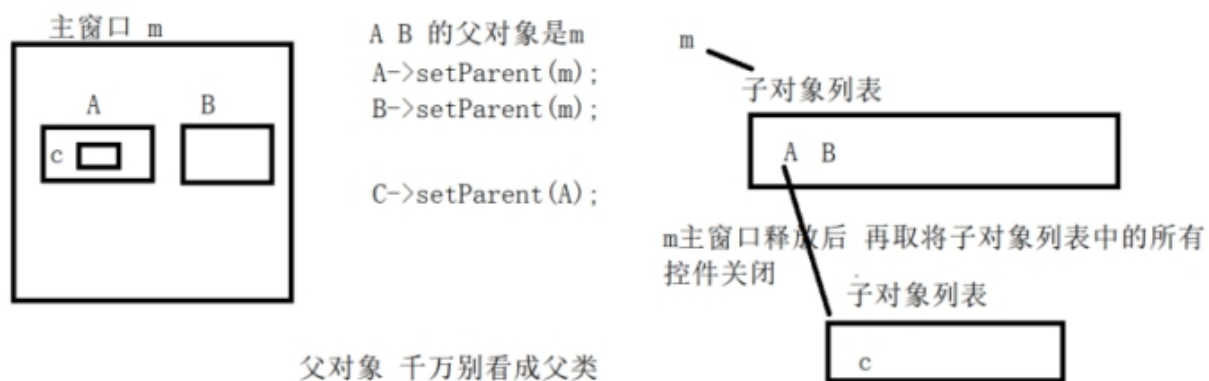 主窗口 m
A B
c
A B 的父对象是m
A->setParent(m);
B->setParent(m);
C->setParent(A);
父对象 千万别看成父类
m
子对象列表
A B
m主窗口释放后 再取将子对象列表中的所有
控件关闭
子对象列表
c